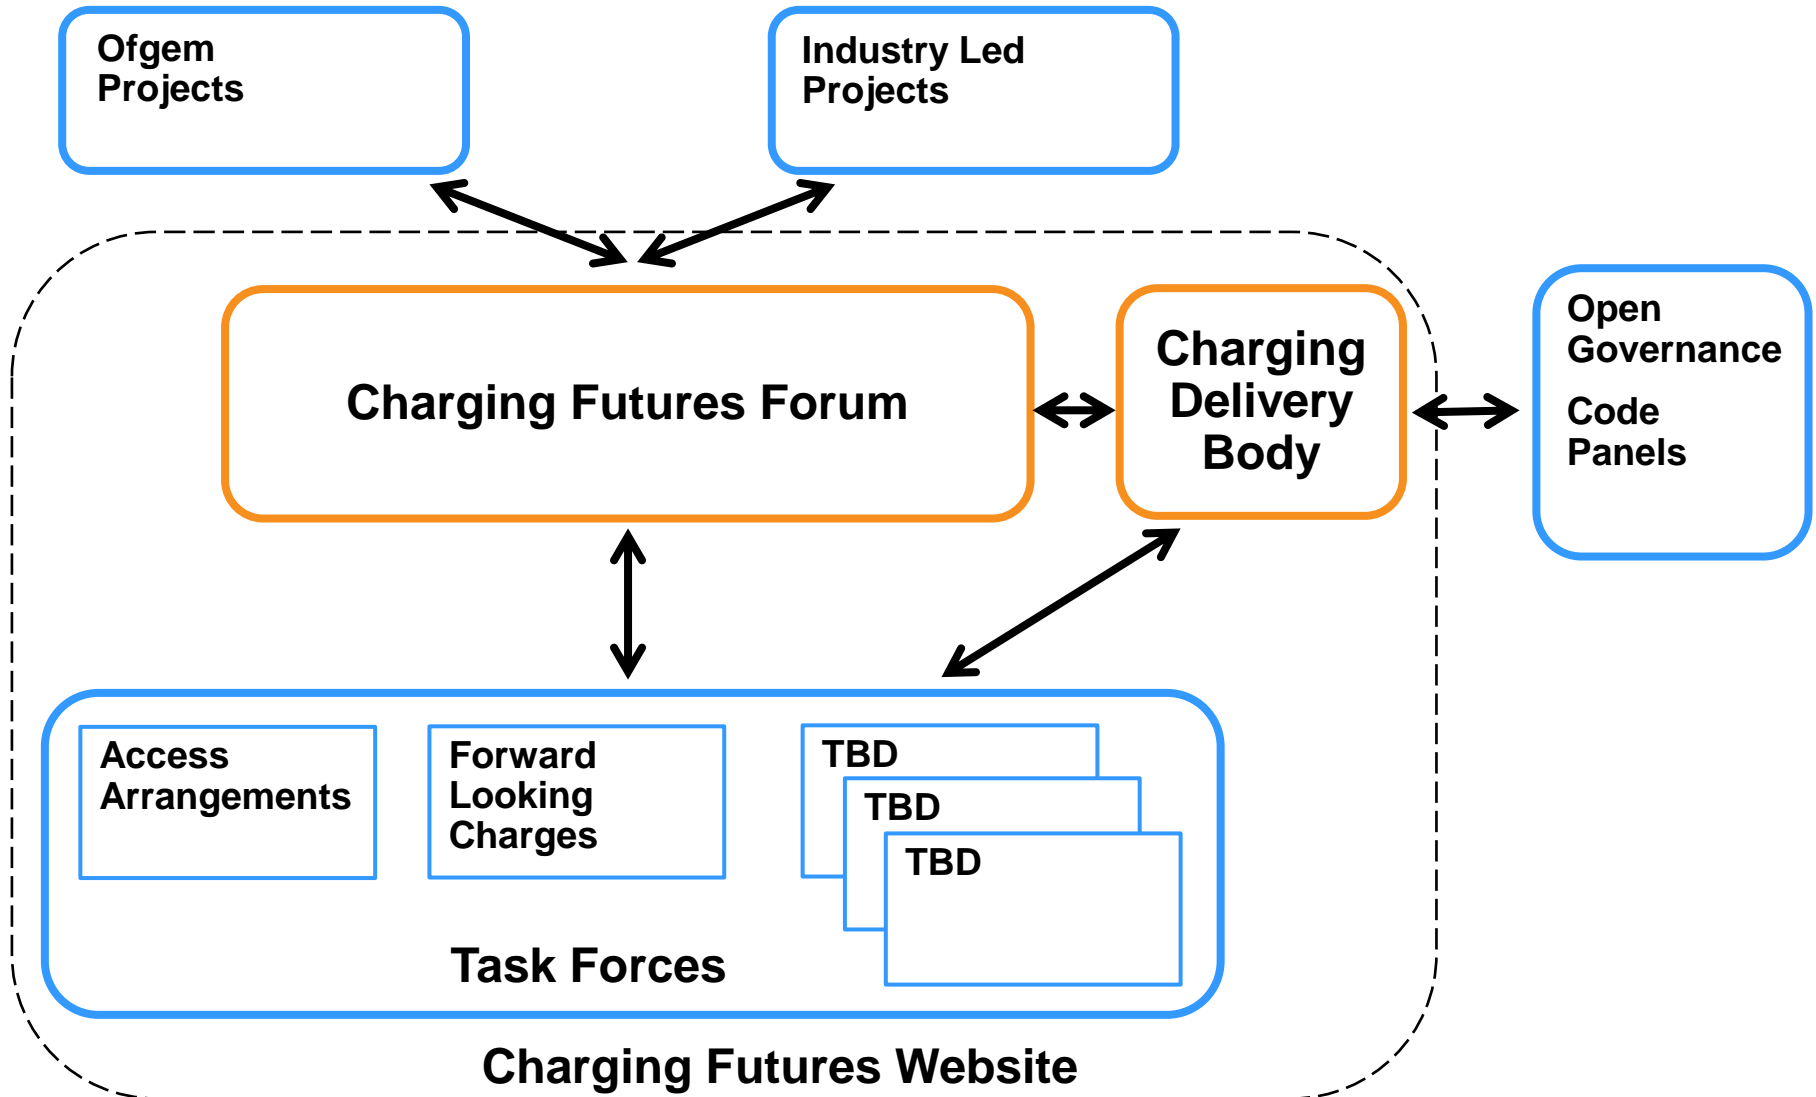 Ofgem
Projects
Industry Led
Projects
Charging Futures Forum
Charging
Delivery
Body
Open
Governance
Code
Panels
Access
Arrangements
Forward
Looking
Charges
TBD
TBD
TBD
Task Forces
Charging Futures Website